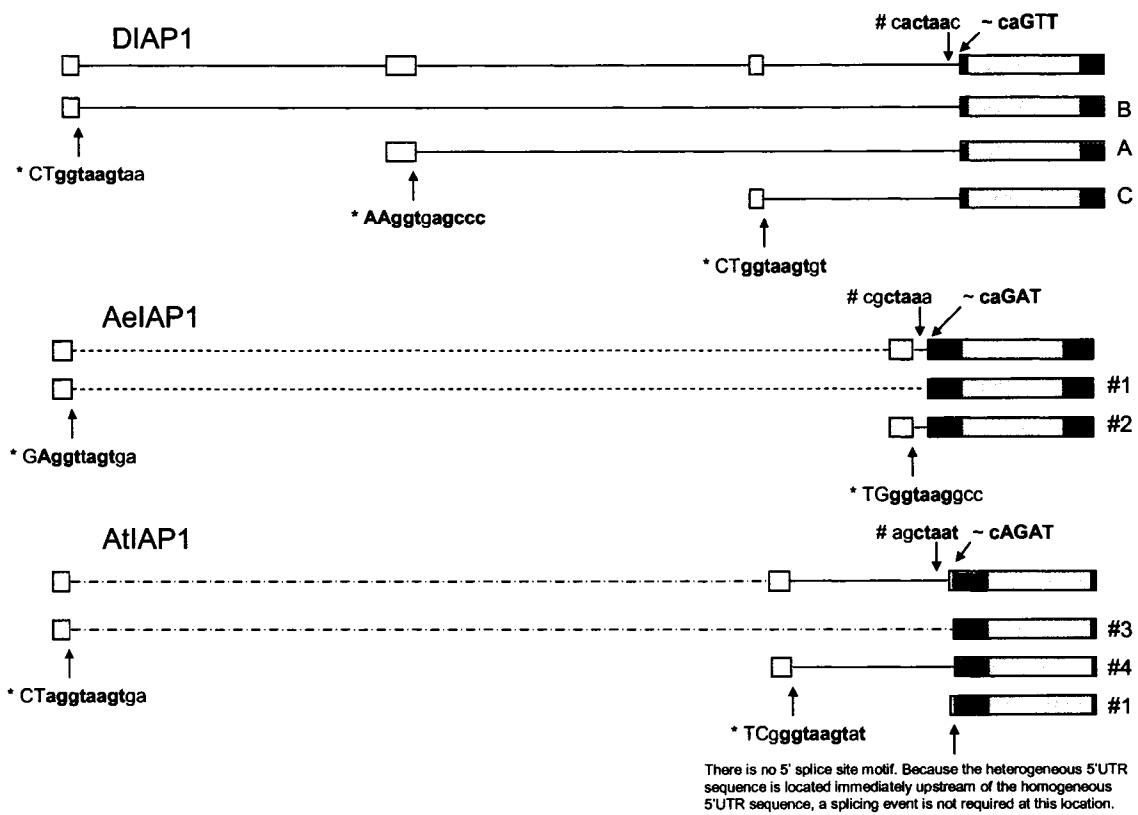 DIAP1
# cactaac
~ caGTT
B
* CTggtaagtaa
A
* AAggtgagccc
C
* CTggtaagtgt
AeIAP1
# cgctaaa
~ caGAT
#1
* GAggttagtga
#2
* TGggtaaggcc
AtIAP1
# agctaat
~ cAGAT
#3
* CTaggtaagtga
#4
* TCgggtaagtat
#1
There is no 5' splice site motif. Because the heterogeneous 5'UTR
sequence is located immediately upstream of the homogeneous
5'UTR sequence, a splicing event is not required at this location.